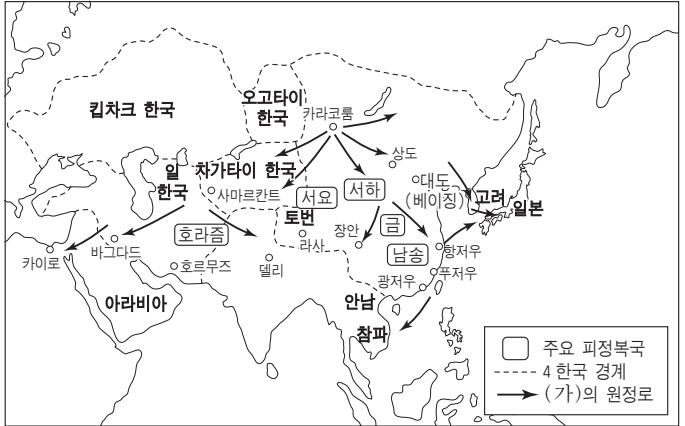 킵차크 한국
오고타이
한국
카라코룸
상도
일
한국
차가타이 한국
사마르칸트
서요
서하
대도
(베이징)
고려
일본
호라즘
토번
라사
장안
금
남송
항저우
푸저우
광저우
카이로
바그다드
호르무즈
델리
아라비아
안남
참파
주요 피정복국
4한국 경계
(가)의 원정로